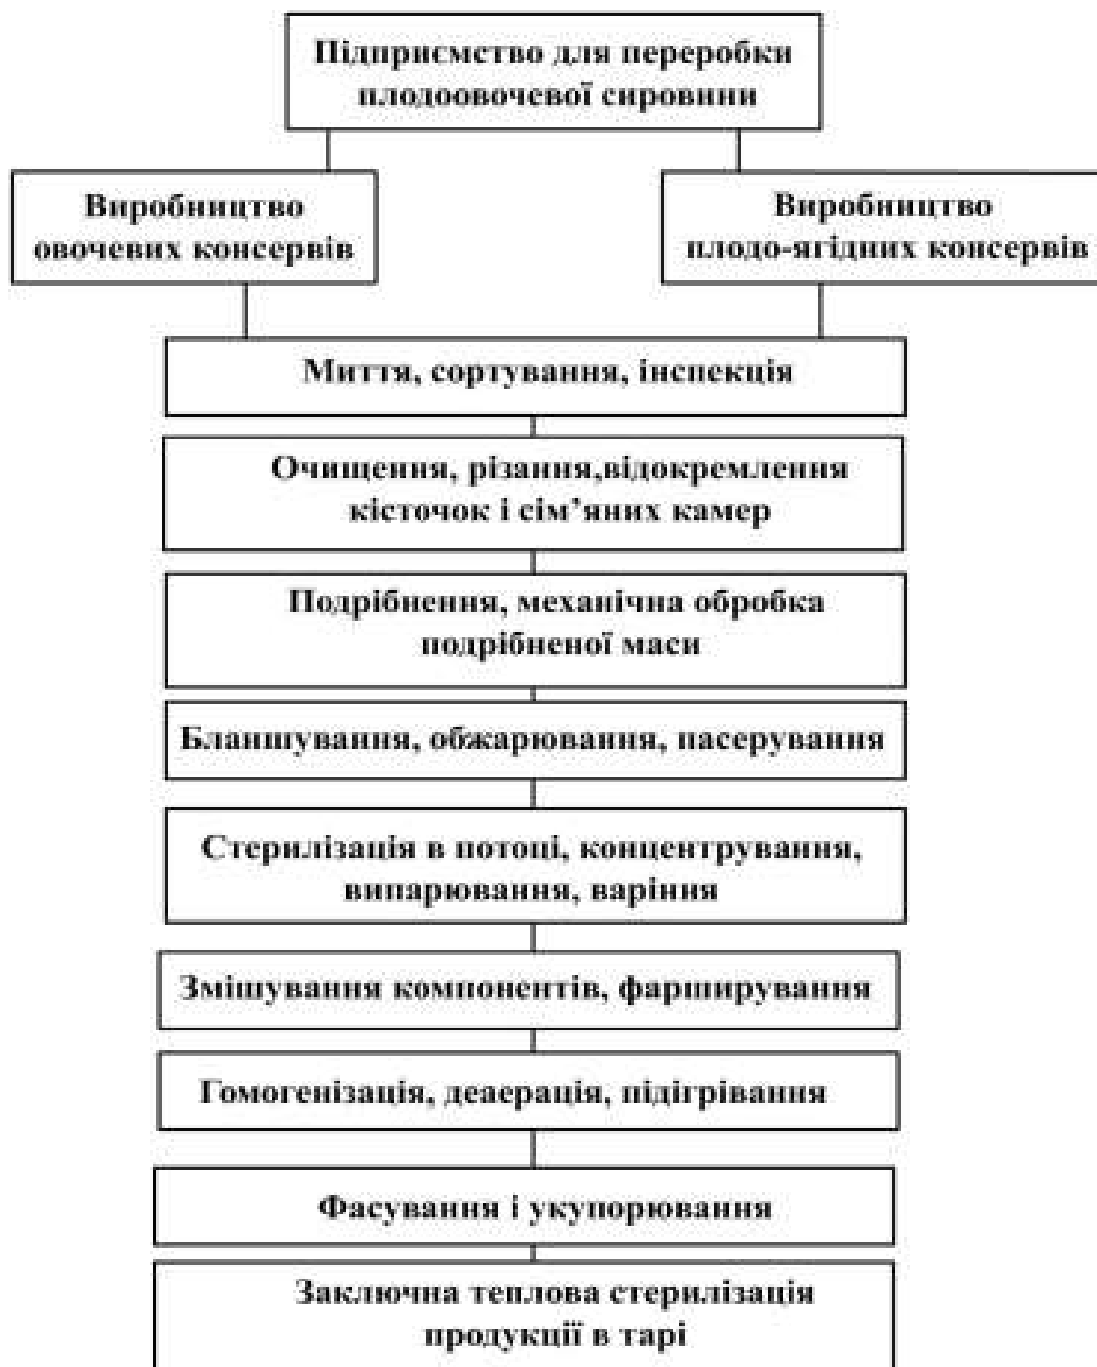 Підприємство для переробки
плодоовочевої сировини
Виробництво
овочевих консервів
Виробництво
плодо-ягідних консервів
Миття, сортування, інспекція
Очищення, різання,відокремлення
кісточок і сім’яних камер
Подрібнення, механічна обробка
подрібненої маси
Бланшування, обжарювання, пасерування
Стерилізація в потоці, концентрування,
випарювання, варіння
Змішування компонентів, фарширування
Гомогенізація, деаерація, підігрівання
Фасування і укупорювання
Заключна теплова стерилізація
продукції в тарі